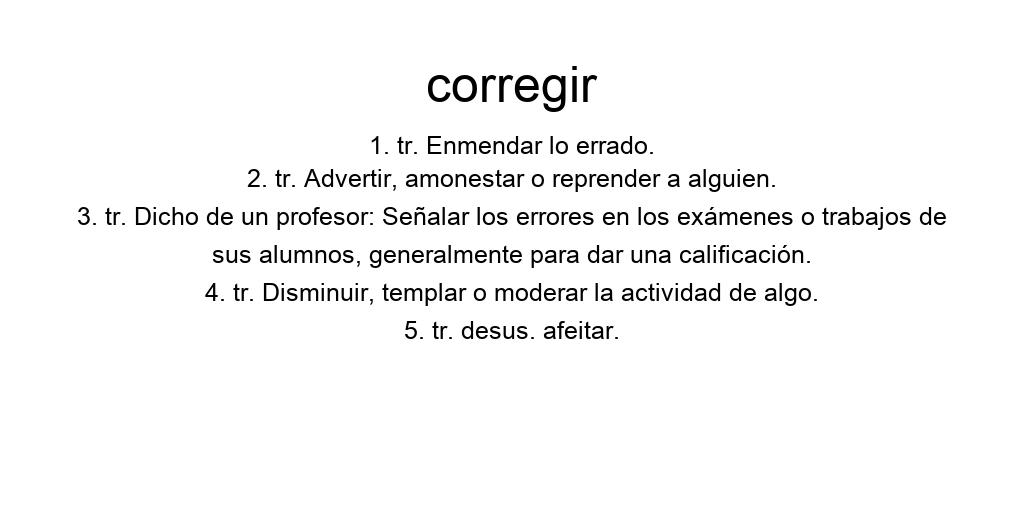 corregir
1. tr. Enmendar lo errado.
2. tr. Advertir, amonestar o reprender a alguien.
3. tr. Dicho de un profesor: Señalar los errores en los exámenes o trabajos de
sus alumnos, generalmente para dar una calificación.
4. tr. Disminuir, templar o moderar la actividad de algo.
5. tr. desus. afeitar.